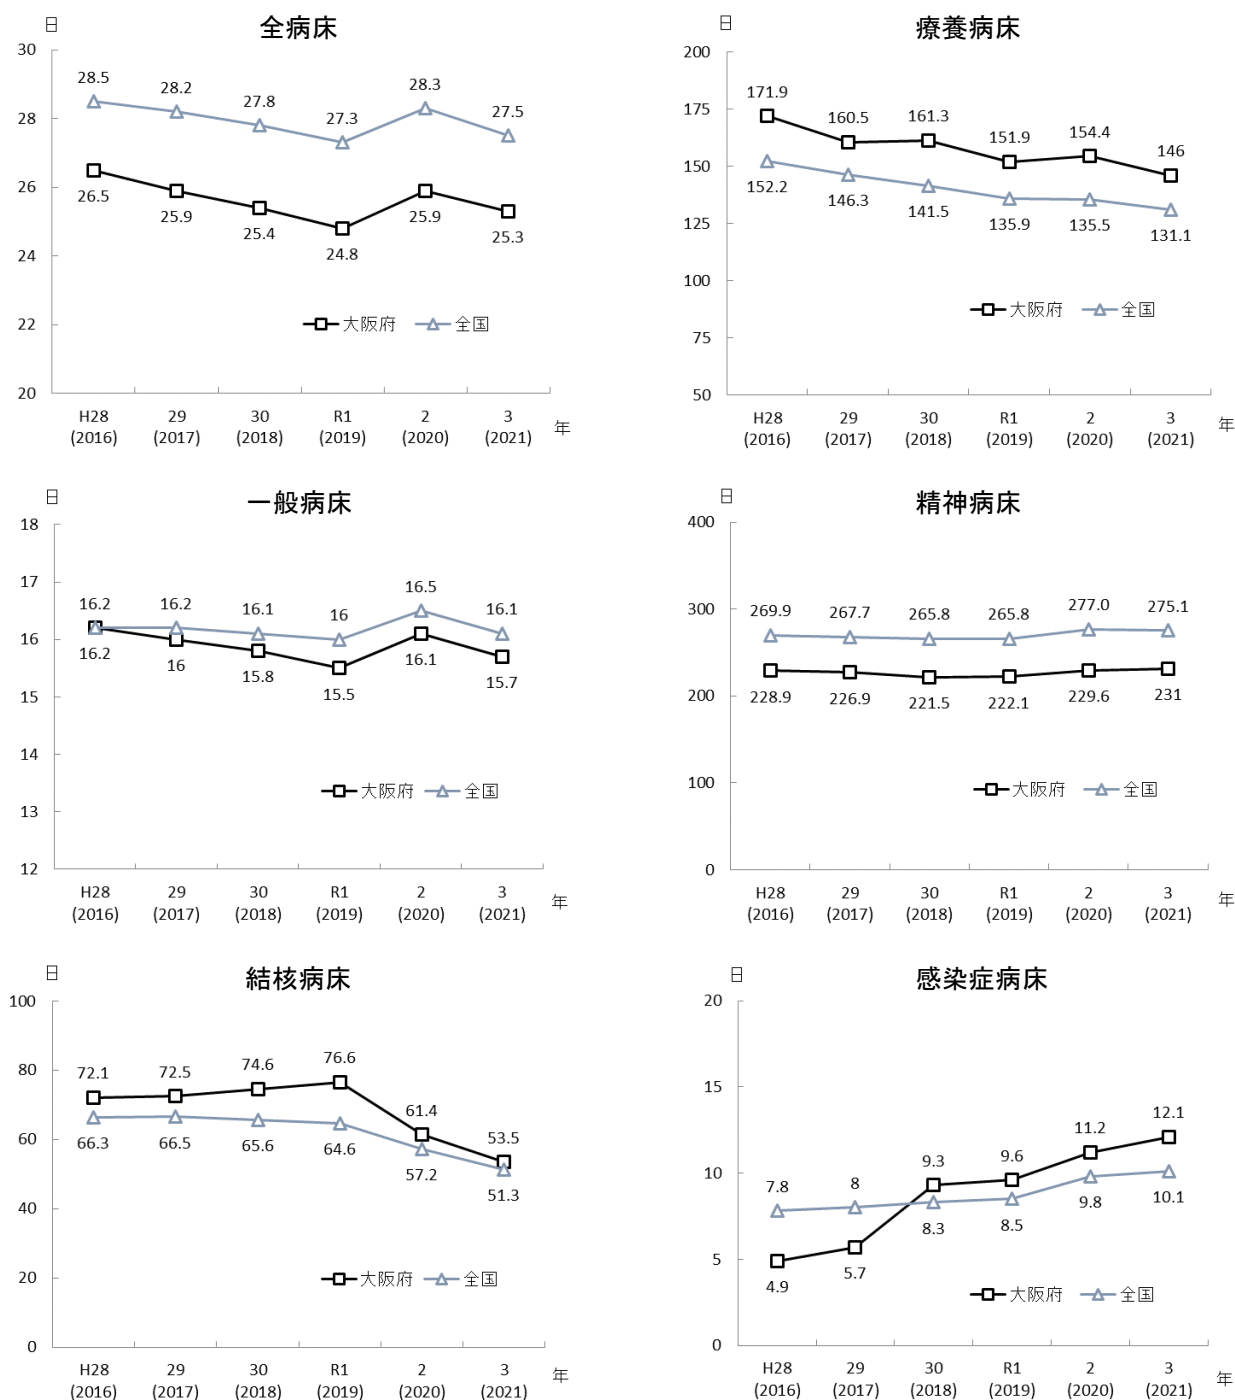 日
全病床
30
28
26
24
22
20
28.5
28.2
27.8
27.3
28.3
27.5
26.5
25.9
25.4
24.8
25.9
25.3
大阪府
全国
H28 29 30 R1 2 3
(2016) (2017) (2018) (2019) (2020) (2021)
年
日
療養病床
200
175
150
125
100
75
50
171.9
160.5
161.3
151.9
154.4
146
152.2
146.3
141.5
135.9
135.5
131.1
大阪府
全国
H28 29 30 R1 2 3
(2016) (2017) (2018) (2019) (2020) (2021)
年
日
一般病床
18
17
16
15
14
13
12
16.2
16.2
16.1
16
16.5
16.1
16.2
16
15.8
15.5
16.1
15.7
大阪府
全国
H28 29 30 R1 2 3
(2016) (2017) (2018) (2019) (2020) (2021)
年
日
精神病床
400
300
200
100
0
269.9
267.7
265.8
265.8
277.0
275.1
228.9
226.9
221.5
222.1
229.6
231
大阪府
全国
H28 29 30 R1 2 3
(2016) (2017) (2018) (2019) (2020) (2021)
年
日
結核病床
100
80
60
40
20
0
72.1
72.5
74.6
76.6
61.4
53.5
66.3
66.5
65.6
64.6
57.2
51.3
大阪府
全国
H28 29 30 R1 2 3
(2016) (2017) (2018) (2019) (2020) (2021)
年
日
感染症病床
20
15
10
5
0
7.8
8
9.3
9.6
11.2
12.1
4.9
5.7
8.3
8.5
9.8
10.1
大阪府
全国
H28 29 30 R1 2 3
(2016) (2017) (2018) (2019) (2020) (2021)
年